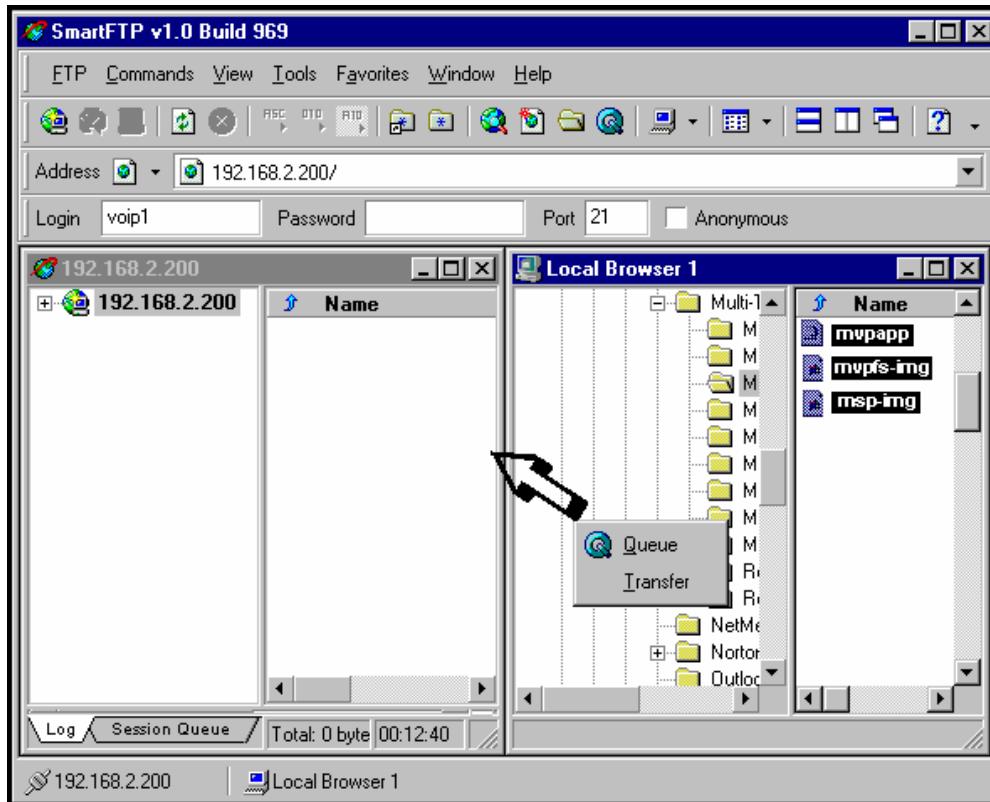 SmartFTP v1.0 Build 969
FTP Commands View Tools Favorites Window Help
Address 192.168.2.200/
Login voip1 Password Port 21 Anonymous
192.168.2.200
192.168.2.200
Name
Local Browser 1
Multi-T
M
M
M
M
M
M
M
M
M
R
R
NetMe
Norton
Outloc
Name
mvpapp
mvpfs-img
msp-img
Queue
Transfer
Log Session Queue Total: 0 byte 00:12:40
192.168.2.200 Local Browser 1